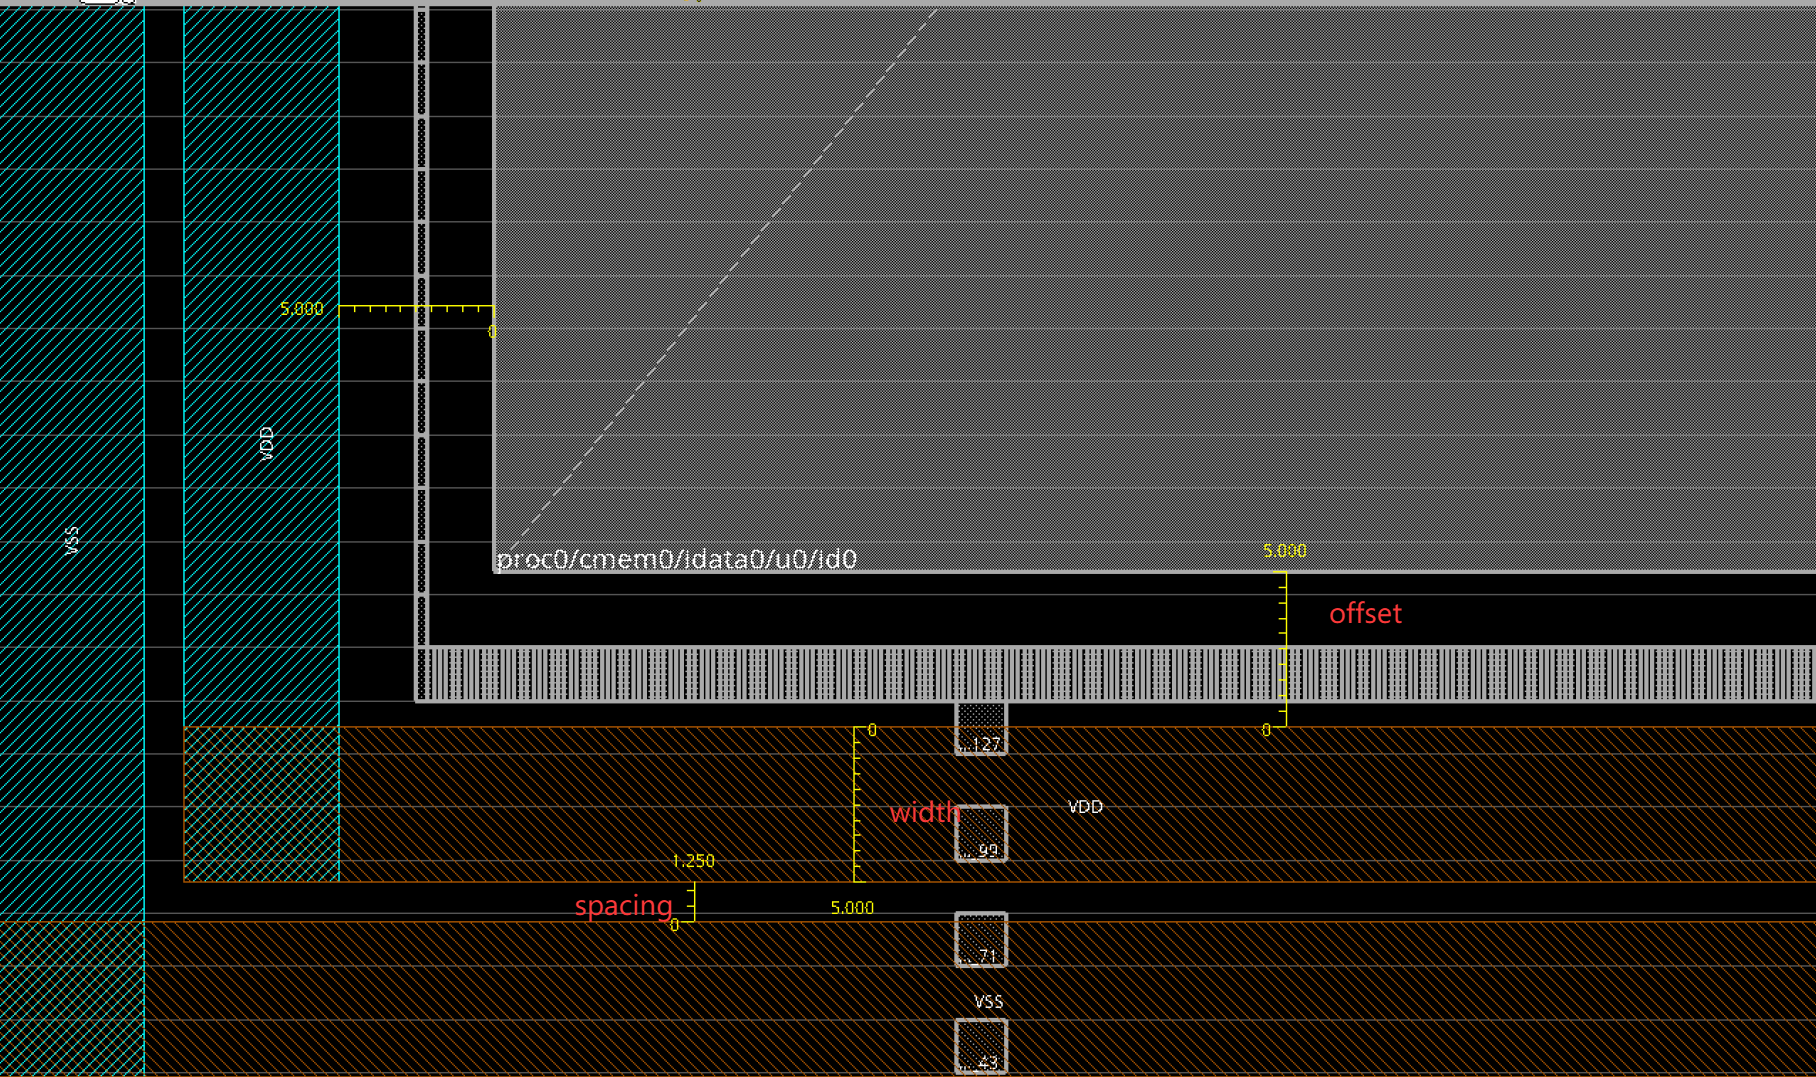 5.000
0
VDD
VSS
proc0/cmem0/idata0/u0/id0
5.000
offset
0
0
...127
width
VDD
1.250
...99
spacing
5.000
0
...71
VSS
...43